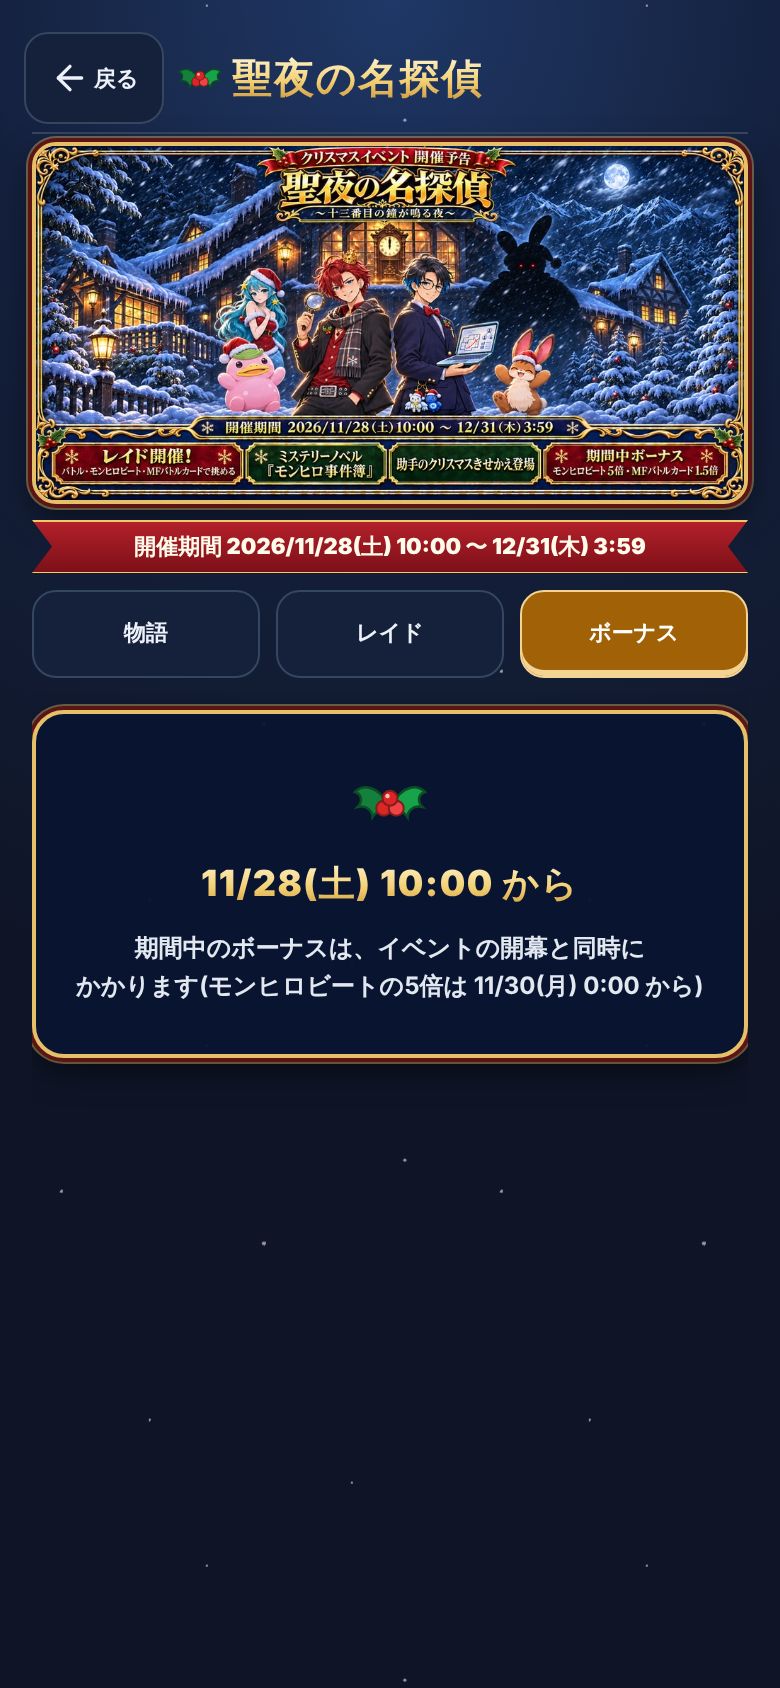 戻る
聖夜の名探偵
クリスマスイベント 開催予告
聖夜の名探偵
～十三番目の鐘が鳴る夜～
開催期間 2026/11/28(土)10:00 ～ 12/31(木)3:59
レイド開催!
バトル・モンヒロビート・MFバトルカードで挑める
ミステリーノベル
『モンヒロ事件簿』
助手のクリスマスきせかえ登場
期間中ボーナス
モンヒロビート5倍・MFバトルカード1.5倍
開催期間 2026/11/28(土) 10:00 〜 12/31(木) 3:59
物語
レイド
ボーナス
11/28(土) 10:00 から
期間中のボーナスは、イベントの開幕と同時に
かかります(モンヒロビートの5倍は 11/30(月) 0:00 から)